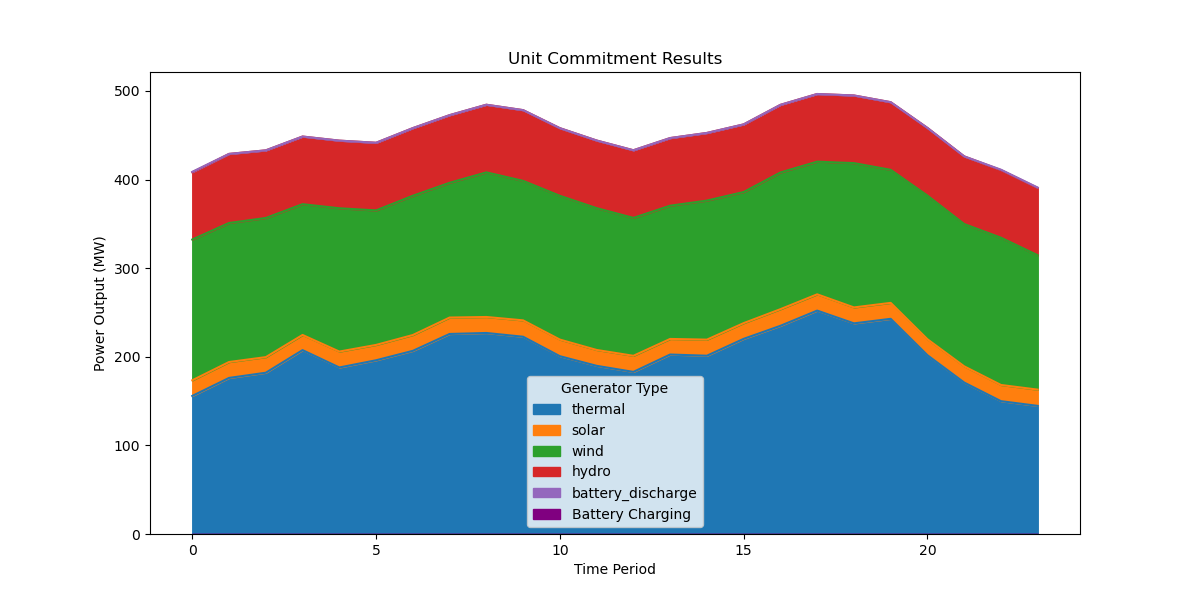 Unit Commitment Results
500
400
300
200
100
0
Power Output (MW)
Generator Type
thermal
solar
wind
hydro
battery_discharge
Battery Charging
0 5 10 15 20
Time Period